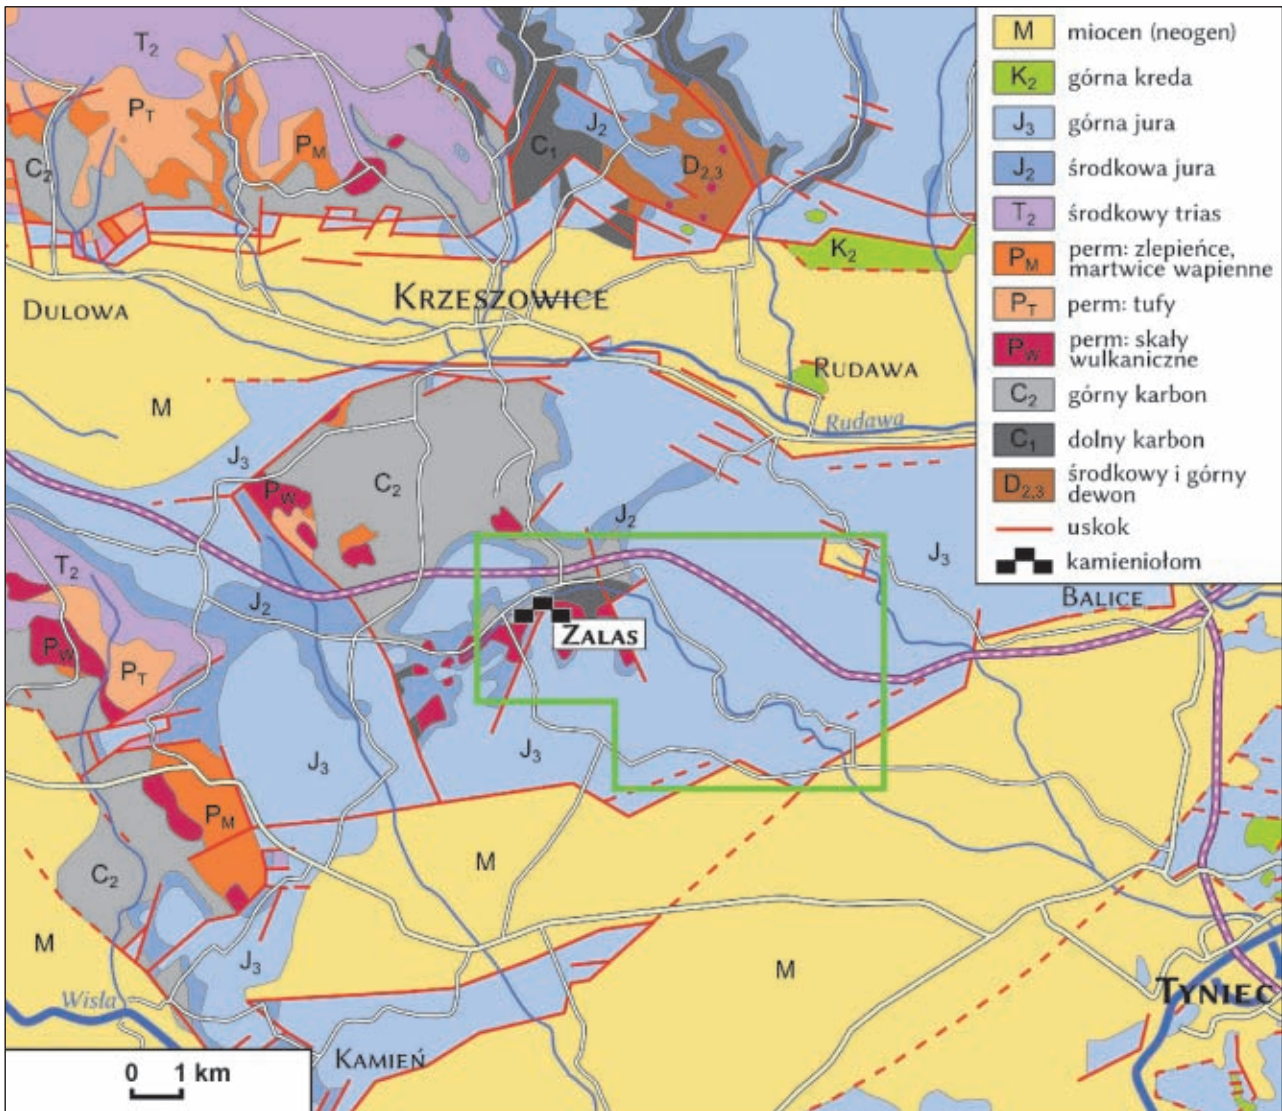 T2
PT
PM
C2
C1
J2
D2,3
K2
DULOWA
KRZESZOWICE
RUDAWA
M
Rudawa
J3
PW
C2
J2
T2
J2
J3
BALICE
ZALAS
PW
PT
J3
J3
PM
C2
M
M
J3
M
Wisła
TYNIEC
KAMIEŃ
0 1 km
M miocen (neogen)
K2 górna kreda
J3 górna jura
J2 środkowa jura
T2 środkowy trias
PM perm: zlepieńce,
martwice wapienne
PT perm: tufy
PW perm: skały
wulkaniczne
C2 górny karbon
C1 dolny karbon
D2,3 środkowy i górny
dewon
uskok
kamieniołom